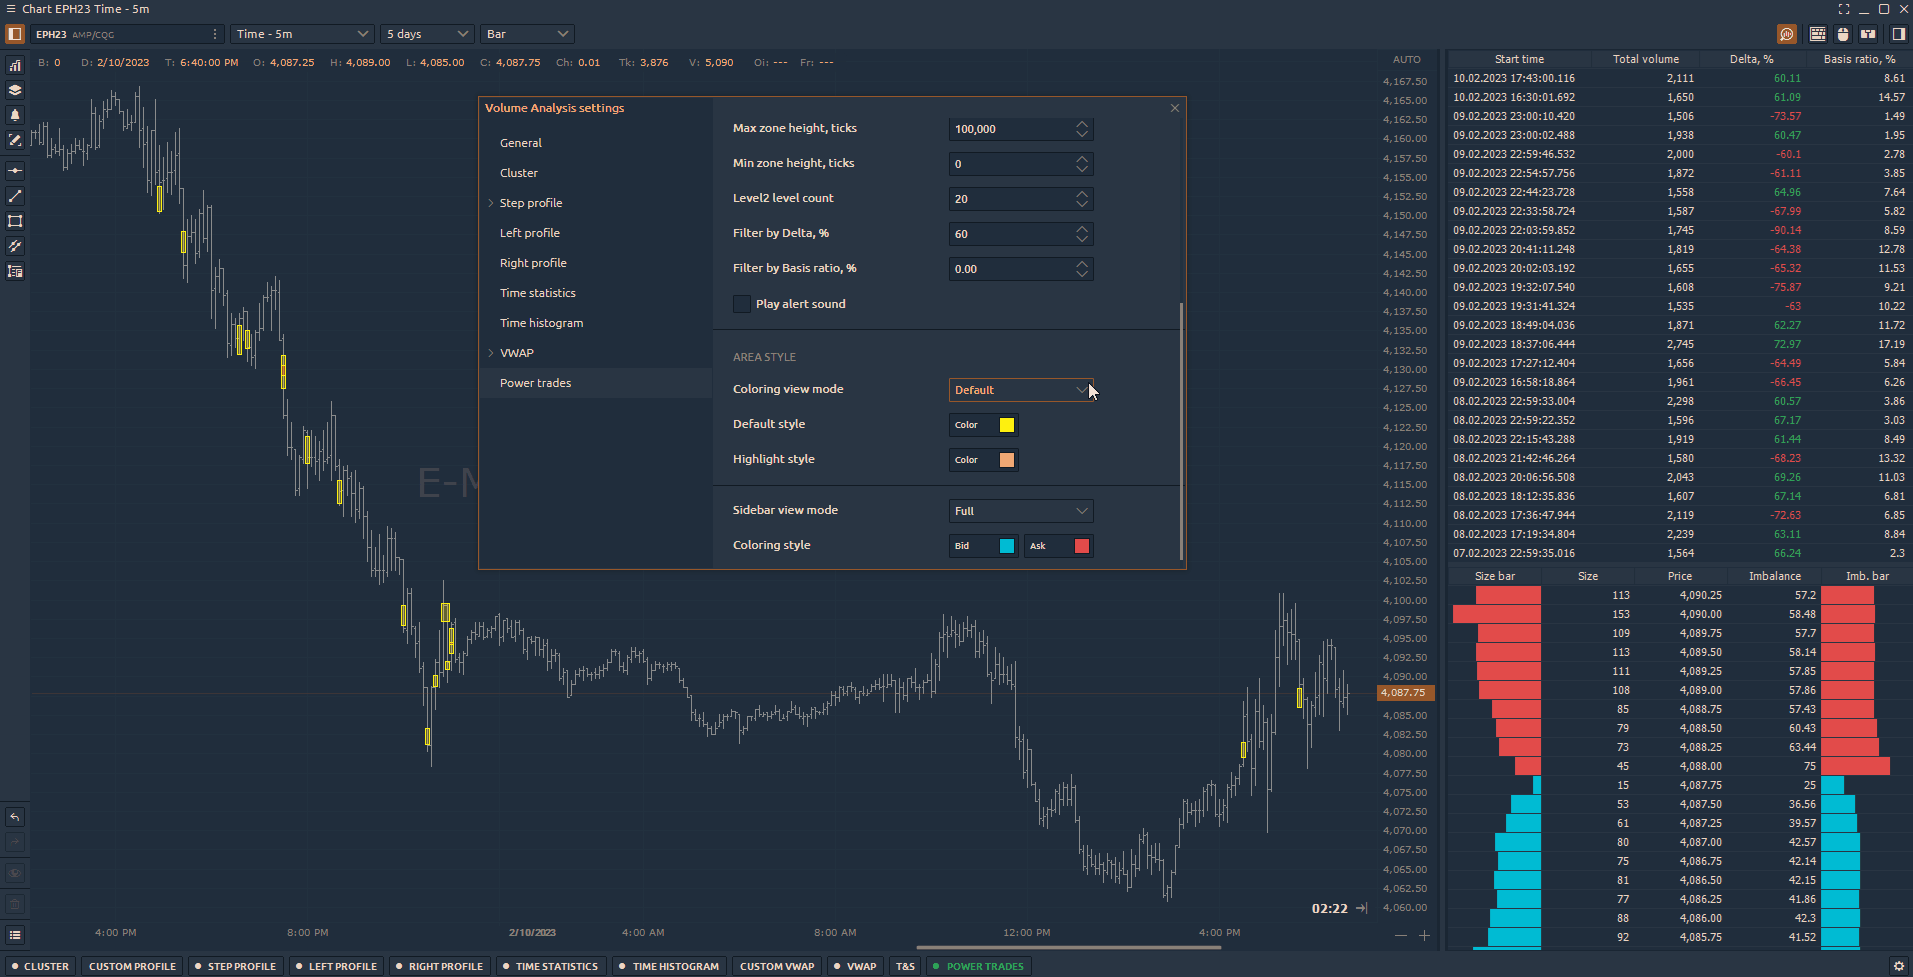 Chart EPH23 Time - 5m
EPH23 AMP/CQG
Time - 5m
5 days
Bar
B: 0 D: 2/10/2023 T: 6:40:00 PM O: 4,087.25 H: 4,089.00 L: 4,085.00 C: 4,087.75 Ch: 0.01 Tk: 3,876 V: 5,090 Oi: --- Fr: ---
Volume Analysis settings
General
Cluster
Step profile
Left profile
Right profile
Time statistics
Time histogram
VWAP
Power trades
Max zone height, ticks 100,000
Min zone height, ticks 0
Level2 level count 20
Filter by Delta, % 60
Filter by Basis ratio, % 0.00
Play alert sound
AREA STYLE
Coloring view mode Default
Default style Color
Highlight style Color
Sidebar view mode Full
Coloring style Bid Ask
E-M
AUTO
4,167.50
4,165.00
4,162.50
4,160.00
4,157.50
4,155.00
4,152.50
4,150.00
4,147.50
4,145.00
4,142.50
4,140.00
4,137.50
4,135.00
4,132.50
4,130.00
4,127.50
4,125.00
4,122.50
4,120.00
4,117.50
4,115.00
4,112.50
4,110.00
4,107.50
4,105.00
4,102.50
4,100.00
4,097.50
4,095.00
4,092.50
4,090.00
4,087.75
4,085.00
4,082.50
4,080.00
4,077.50
4,075.00
4,072.50
4,070.00
4,067.50
4,065.00
4,062.50
4,060.00
02:22
4:00 PM 8:00 PM 2/10/2023 4:00 AM 8:00 AM 12:00 PM 4:00 PM
Start time Total volume Delta, % Basis ratio, %
10.02.2023 17:43:00.116 2,111 60.11 8.61
10.02.2023 16:30:01.692 1,650 61.09 14.57
09.02.2023 23:00:10.420 1,506 -73.57 1.49
09.02.2023 23:00:02.488 1,938 60.47 1.95
09.02.2023 22:59:46.532 2,000 -60.1 2.78
09.02.2023 22:54:57.756 1,872 -61.11 3.85
09.02.2023 22:44:23.728 1,558 64.96 7.64
09.02.2023 22:33:58.724 1,587 -67.99 5.82
09.02.2023 22:03:59.852 1,745 -90.14 8.59
09.02.2023 20:41:11.248 1,819 -64.38 12.78
09.02.2023 20:02:03.192 1,655 -65.32 11.53
09.02.2023 19:32:07.540 1,608 -75.87 9.21
09.02.2023 19:31:41.324 1,535 -63 10.22
09.02.2023 18:49:04.036 1,871 62.27 11.72
09.02.2023 18:37:06.444 2,745 72.97 17.19
09.02.2023 17:27:12.404 1,656 -64.49 5.84
09.02.2023 16:58:18.864 1,961 -66.45 6.26
08.02.2023 22:59:33.004 2,298 60.57 3.86
08.02.2023 22:59:22.352 1,596 67.17 3.03
08.02.2023 22:15:43.288 1,919 61.44 8.49
08.02.2023 21:42:46.264 1,580 -68.23 13.32
08.02.2023 20:06:56.508 2,043 69.26 11.03
08.02.2023 18:12:35.836 1,607 67.14 6.81
08.02.2023 17:36:47.944 2,119 -72.63 6.85
08.02.2023 17:19:34.804 2,239 63.11 8.84
07.02.2023 22:59:35.016 1,564 66.24 2.3
Size bar Size Price Imbalance Imb. bar
113 4,090.25 57.2
153 4,090.00 58.48
109 4,089.75 57.7
113 4,089.50 58.14
111 4,089.25 57.85
108 4,089.00 57.86
85 4,088.75 57.43
79 4,088.50 60.43
73 4,088.25 63.44
45 4,088.00 75
15 4,087.75 25
53 4,087.50 36.56
61 4,087.25 39.57
80 4,087.00 42.57
75 4,086.75 42.14
81 4,086.50 42.15
77 4,086.25 41.86
88 4,086.00 42.3
92 4,085.75 41.52
CLUSTER CUSTOM PROFILE STEP PROFILE LEFT PROFILE RIGHT PROFILE TIME STATISTICS TIME HISTOGRAM CUSTOM VWAP VWAP T&S POWER TRADES